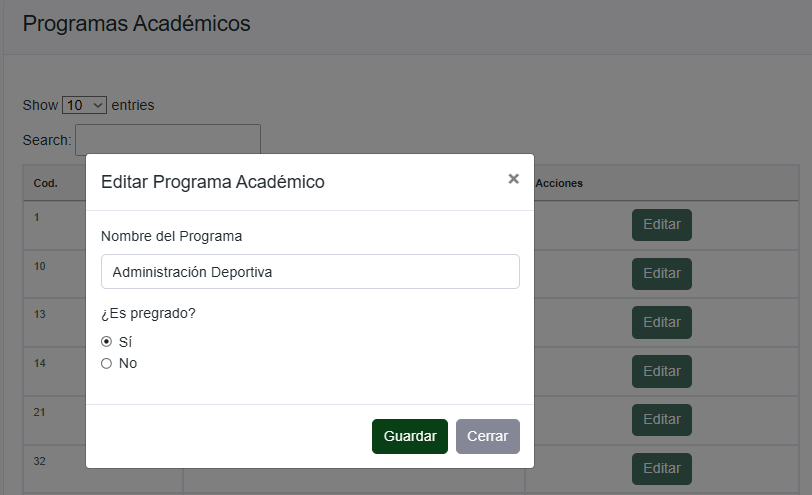 Programas Académicos
Show 10 entries
Search:
Editar Programa Académico ×
Cod. Acciones
1 Editar
Nombre del Programa
10 Editar
Administración Deportiva
13 Editar
¿Es pregrado?
Sí
No
14 Editar
21 Editar
Guardar Cerrar
32 Editar